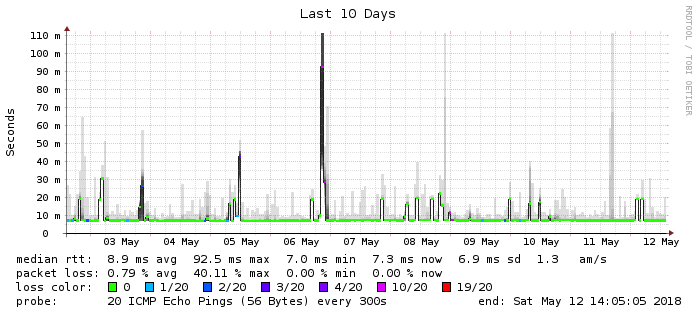 Last 10 Days
RRDTOOL / TOBI OETIKER
Seconds
110 m
100 m
90 m
80 m
70 m
60 m
50 m
40 m
30 m
20 m
10 m
0
03 May 04 May 05 May 06 May 07 May 08 May 09 May 10 May 11 May 12 May
median rtt: 8.9 ms avg 92.5 ms max 7.0 ms min 7.3 ms now 6.9 ms sd 1.3 am/s
packet loss: 0.79 % avg 40.11 % max 0.00 % min 0.00 % now
loss color: 0 1/20 2/20 3/20 4/20 10/20 19/20
probe: 20 ICMP Echo Pings (56 Bytes) every 300s end: Sat May 12 14:05:05 2018